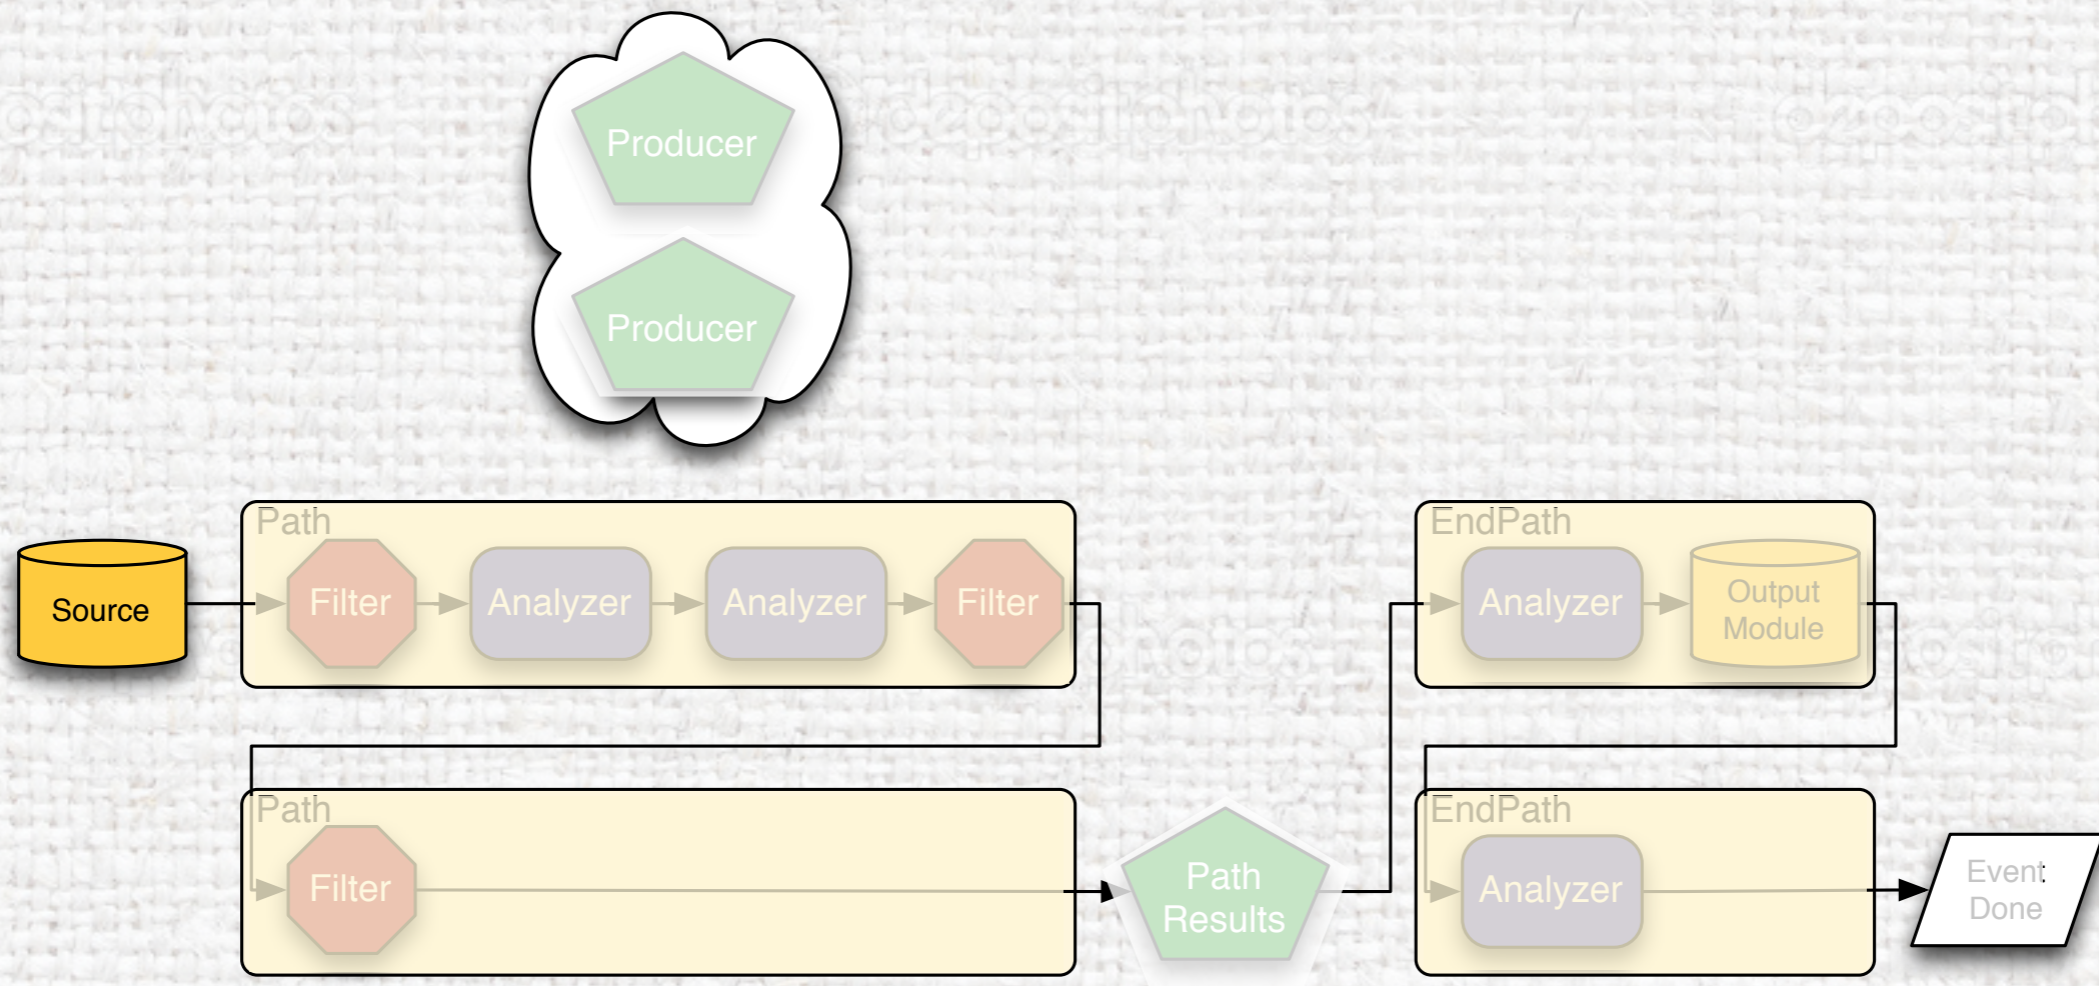 Producer
Producer
Path
Filter
Analyzer
Analyzer
Filter
EndPath
Analyzer
Output
Module
Source
Path
Filter
Path
Results
EndPath
Analyzer
Event
Done
depositphotos